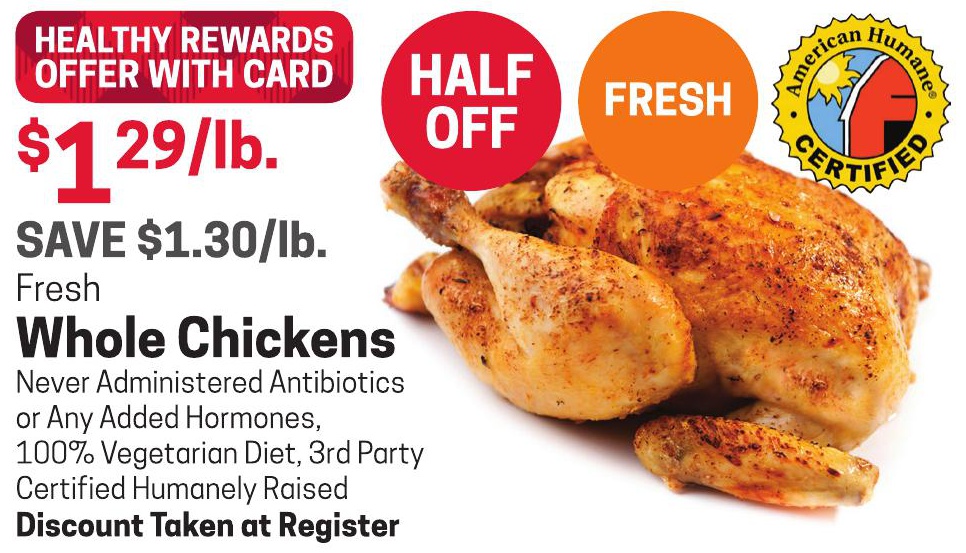 HEALTHY REWARDS
OFFER WITH CARD
HALF
OFF
FRESH
American Humane®
CERTIFIED
$1 29/lb.
SAVE $1.30/lb.
Fresh
Whole Chickens
Never Administered Antibiotics
or Any Added Hormones,
100% Vegetarian Diet, 3rd Party
Certified Humanely Raised
Discount Taken at Register